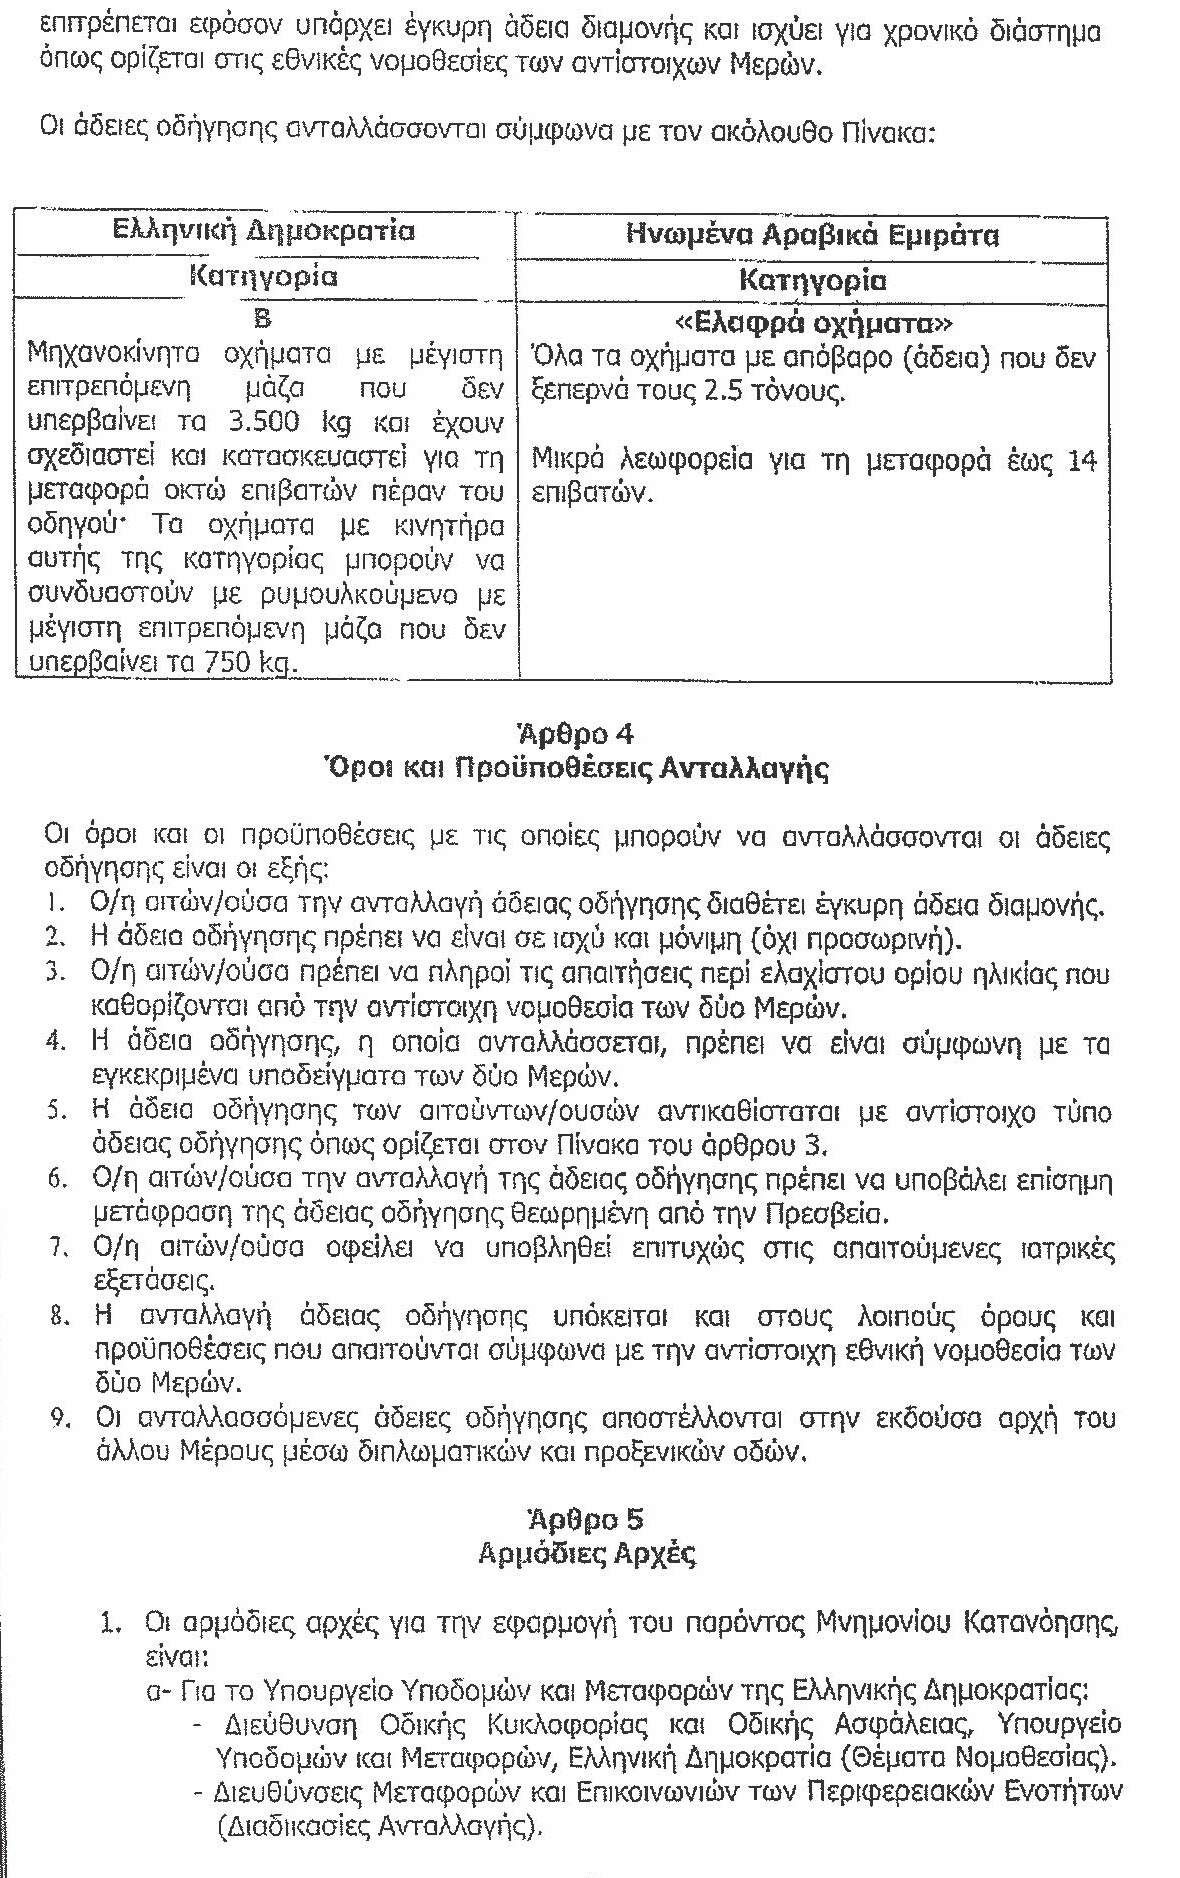 επιτρέπεται εφόσον υπάρχει έγκυρη άδεια διαμονής και ισχύει για χρονικό διάστημα
όπως ορίζεται στις εθνικές νομοθεσίες των αντίστοιχων Μερών.
Οι άδειες οδήγησης ανταλλάσσονται σύμφωνα με τον ακόλουθο Πίνακα:
Ελληνική Δημοκρατία
Κατηγορία
Β
Μηχανοκίνητα οχήματα με μέγιστη
επιτρεπόμενη μάζα που δεν
υπερβαίνει τα 3.500 kg και έχουν
σχεδιαστεί και κατασκευαστεί για τη
μεταφορά οκτώ επιβατών πέραν του
οδηγού· Τα οχήματα με κινητήρα
αυτής της κατηγορίας μπορούν να
συνδυαστούν με ρυμουλκούμενο με
μέγιστη επιτρεπόμενη μάζα που δεν
υπερβαίνει τα 750 kg.
Ηνωμένα Αραβικά Εμιράτα
Κατηγορία
«Ελαφρά οχήματα»
Όλα τα οχήματα με απόβαρο (άδεια) που δεν
ξεπερνά τους 2.5 τόνους.
Μικρά λεωφορεία για τη μεταφορά έως 14
επιβατών.
Άρθρο 4
Όροι και Προϋποθέσεις Ανταλλαγής
Οι όροι και οι προϋποθέσεις με τις οποίες μπορούν να ανταλλάσσονται οι άδειες
οδήγησης είναι οι εξής:
1. Ο/η αιτών/ούσα την ανταλλαγή άδειας οδήγησης διαθέτει έγκυρη άδεια διαμονής.
2. Η άδεια οδήγησης πρέπει να είναι σε ισχύ και μόνιμη (όχι προσωρινή).
3. Ο/η αιτών/ούσα πρέπει να πληροί τις απαιτήσεις περί ελαχίστου ορίου ηλικίας που
καθορίζονται από την αντίστοιχη νομοθεσία των δύο Μερών.
4. Η άδεια οδήγησης, η οποία ανταλλάσσεται, πρέπει να είναι σύμφωνη με τα
εγκεκριμένα υποδείγματα των δύο Μερών.
5. Η άδεια οδήγησης των αιτούντων/ουσών αντικαθίσταται με αντίστοιχο τύπο
άδειας οδήγησης όπως ορίζεται στον Πίνακα του άρθρου 3.
6. Ο/η αιτών/ούσα την ανταλλαγή της άδειας οδήγησης πρέπει να υποβάλει επίσημη
μετάφραση της άδειας οδήγησης θεωρημένη από την Πρεσβεία.
7. Ο/η αιτών/ούσα οφείλει να υποβληθεί επιτυχώς στις απαιτούμενες ιατρικές
εξετάσεις.
8. Η ανταλλαγή άδειας οδήγησης υπόκειται και στους λοιπούς όρους και
προϋποθέσεις που απαιτούνται σύμφωνα με την αντίστοιχη εθνική νομοθεσία των
δύο Μερών.
9. Οι ανταλλασσόμενες άδειες οδήγησης αποστέλλονται στην εκδούσα αρχή του
άλλου Μέρους μέσω διπλωματικών και προξενικών οδών.
Άρθρο 5
Αρμόδιες Αρχές
1. Οι αρμόδιες αρχές για την εφαρμογή του παρόντος Μνημονίου Κατανόησης,
είναι:
α- Για το Υπουργείο Υποδομών και Μεταφορών της Ελληνικής Δημοκρατίας:
- Διεύθυνση Οδικής Κυκλοφορίας και Οδικής Ασφάλειας, Υπουργείο
Υποδομών και Μεταφορών, Ελληνική Δημοκρατία (Θέματα Νομοθεσίας).
- Διευθύνσεις Μεταφορών και Επικοινωνιών των Περιφερειακών Ενοτήτων
(Διαδικασίες Ανταλλαγής).